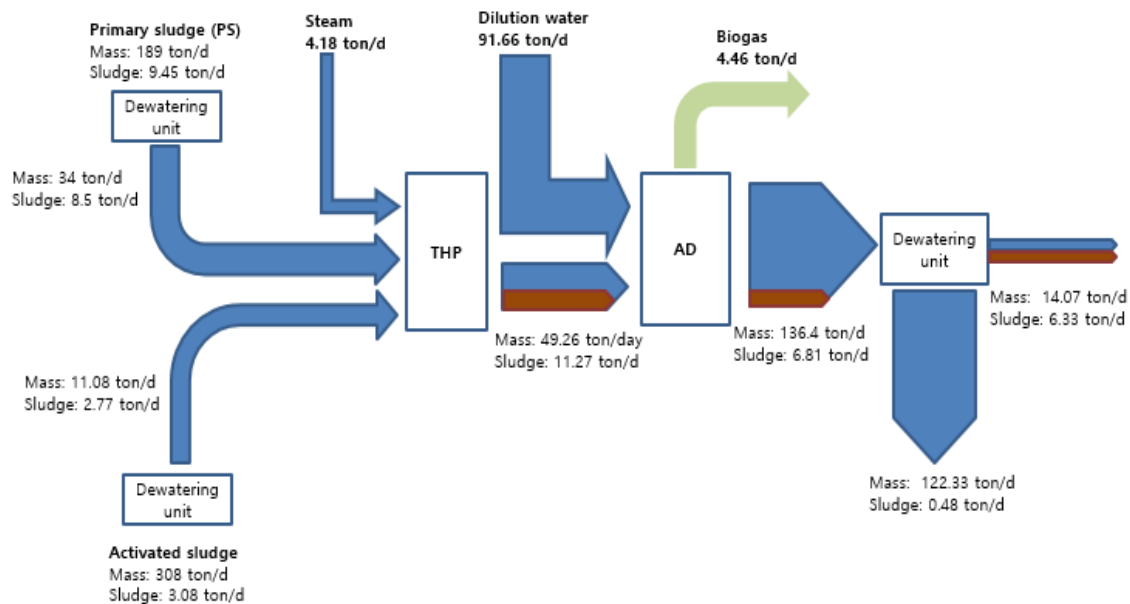 Primary sludge (PS)
Mass: 189 ton/d
Sludge: 9.45 ton/d
Dewatering
unit
Mass: 34 ton/d
Sludge: 8.5 ton/d
Steam
4.18 ton/d
Dilution water
91.66 ton/d
Biogas
4.46 ton/d
THP
AD
Dewatering
unit
Mass: 49.26 ton/day
Sludge: 11.27 ton/d
Mass: 136.4 ton/d
Sludge: 6.81 ton/d
Mass: 14.07 ton/d
Sludge: 6.33 ton/d
Mass: 11.08 ton/d
Sludge: 2.77 ton/d
Dewatering
unit
Mass: 122.33 ton/d
Sludge: 0.48 ton/d
Activated sludge
Mass: 308 ton/d
Sludge: 3.08 ton/d